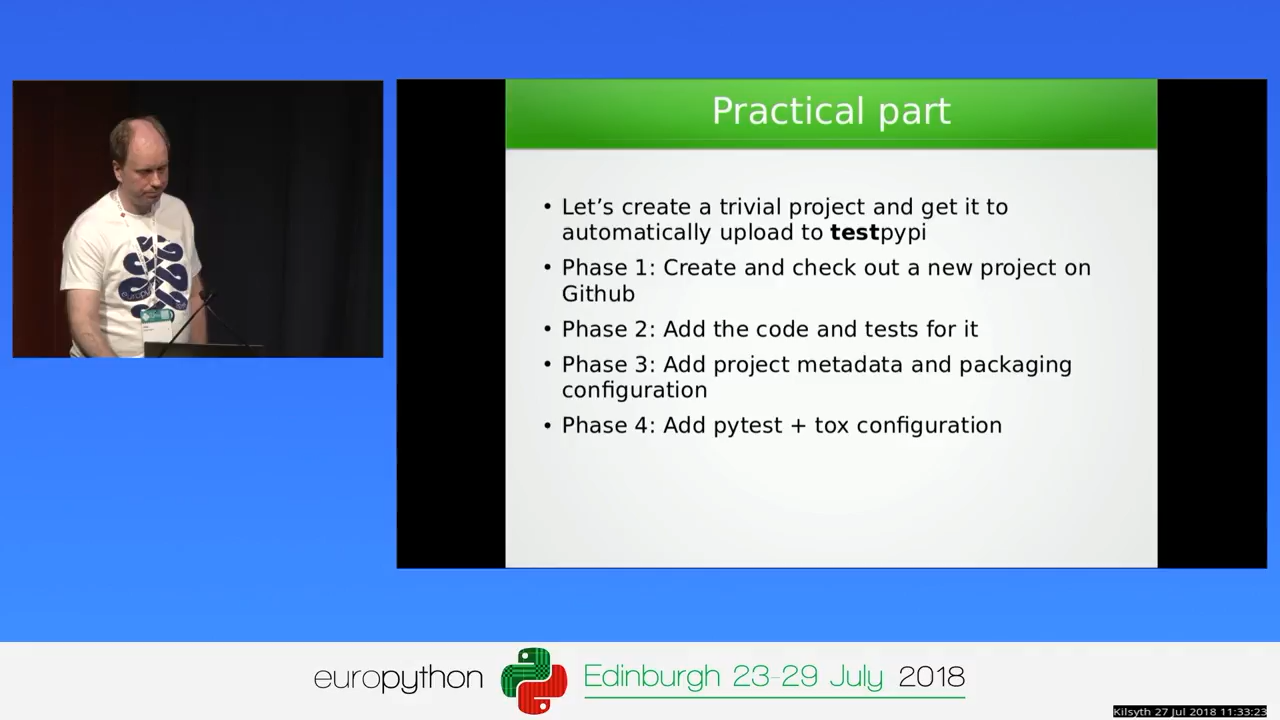 Practical part
• Let’s create a trivial project and get it to
automatically upload to testpypi
• Phase 1: Create and check out a new project on
Github
• Phase 2: Add the code and tests for it
• Phase 3: Add project metadata and packaging
configuration
• Phase 4: Add pytest + tox configuration
europython Edinburgh 23-29 July 2018
Kilsyth 27 Jul 2018 11:33:23